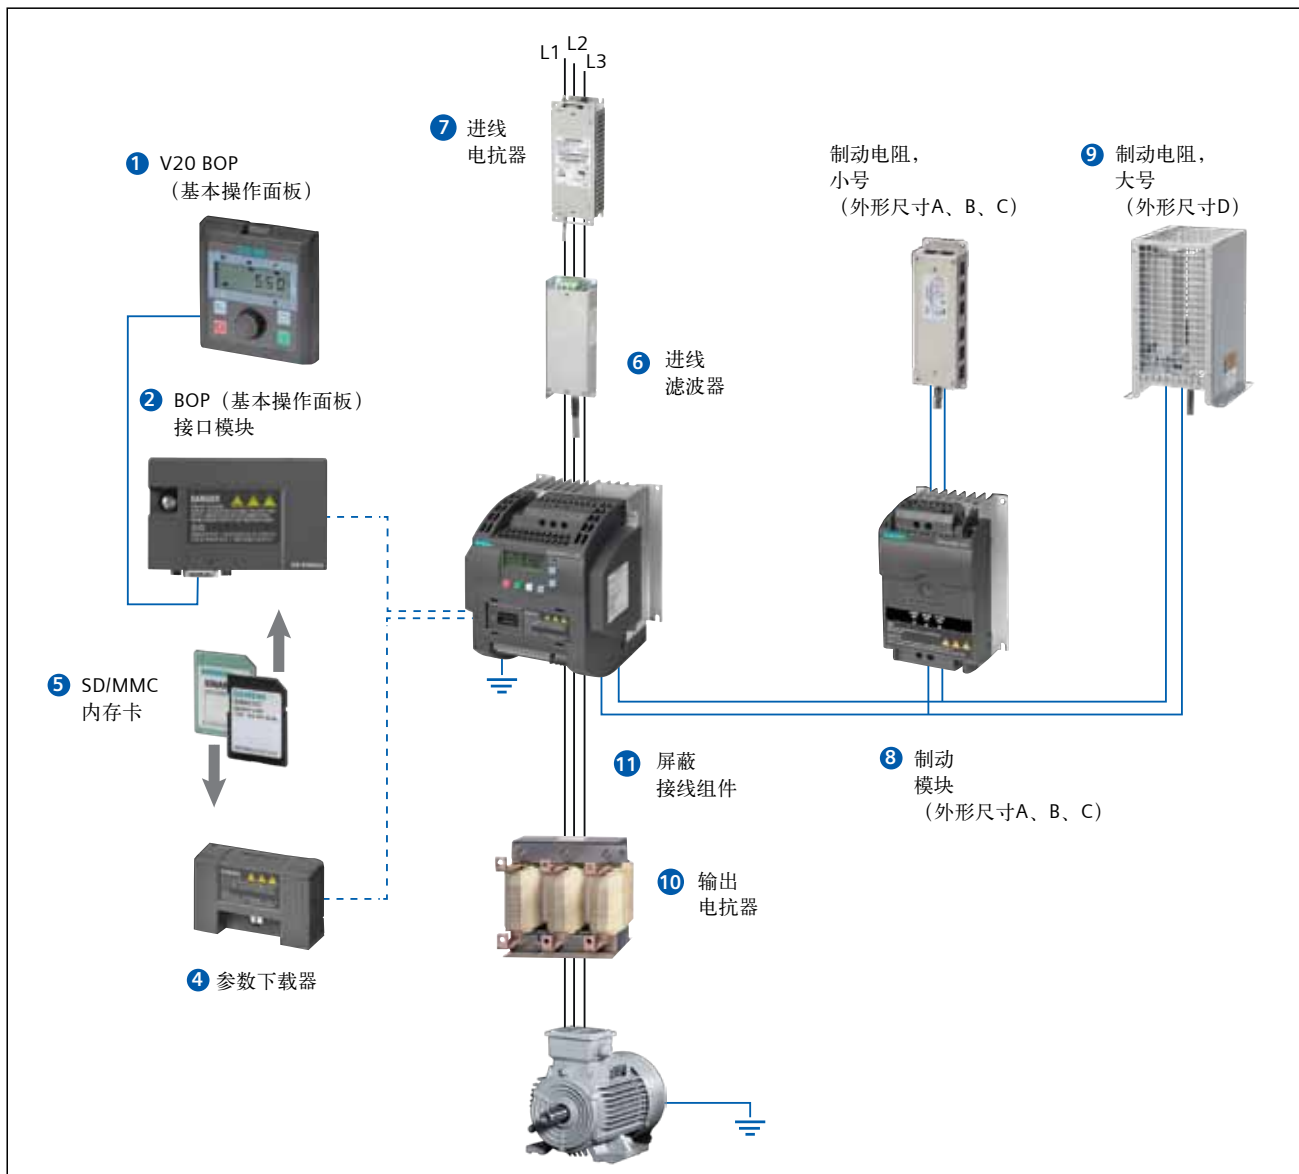 L1
L2
L3
7 进线
电抗器
1 V20 BOP
（基本操作面板）
制动电阻，
小号
（外形尺寸A、B、C）
9 制动电阻，
大号
（外形尺寸D）
550
6 进线
滤波器
2 BOP（基本操作面板）
接口模块
DANGER
5 SD/MMC
内存卡
SIEMENS
11 屏蔽
接线组件
8 制动
模块
（外形尺寸A、B、C）
10 输出
电抗器
4 参数下载器